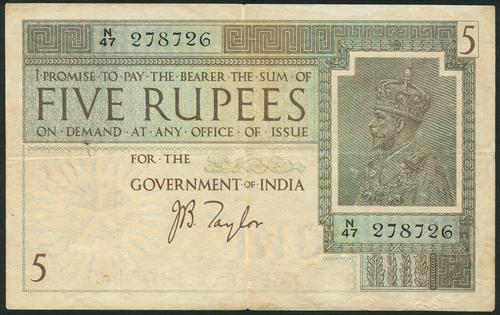 N/47 278726 5
I PROMISE TO PAY THE BEARER THE SUM OF
FIVE RUPEES
ON DEMAND AT ANY OFFICE OF ISSUE
FOR THE
GOVERNMENT OF INDIA
J.B. Taylor
N/47 278726
5